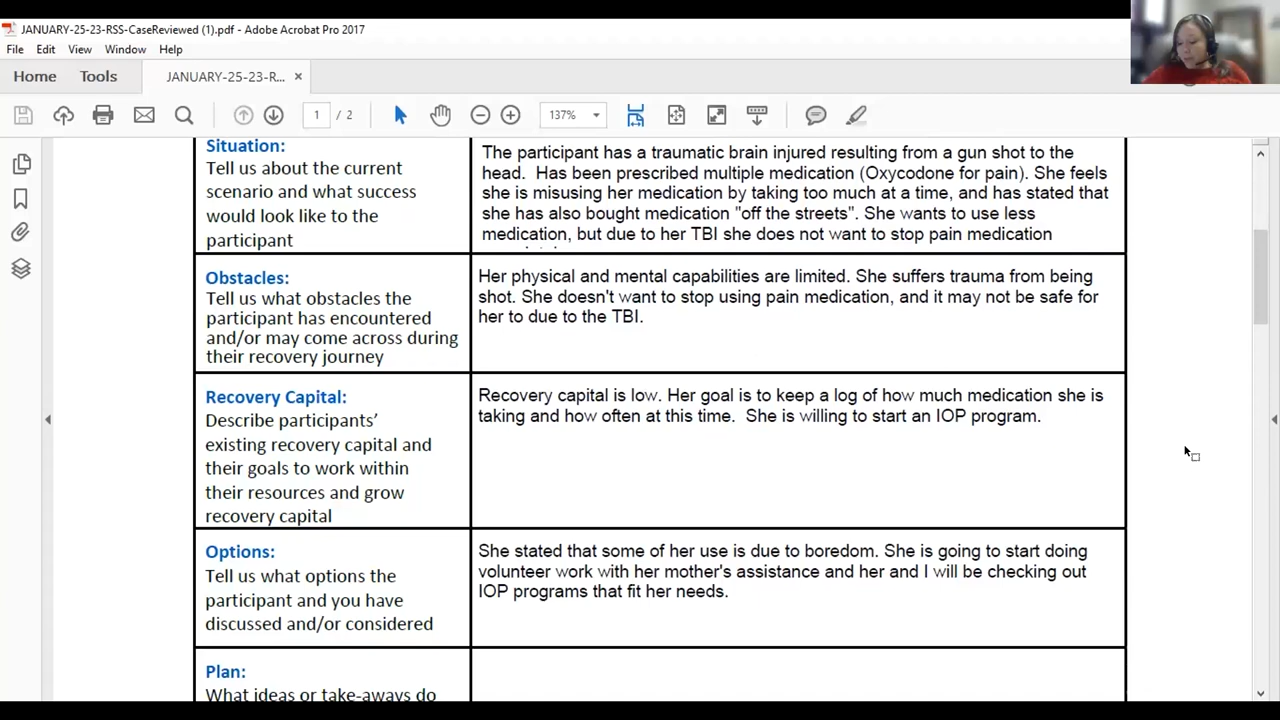 JANUARY-25-23-RSS-CaseReviewed (1).pdf - Adobe Acrobat Pro 2017
File Edit View Window Help
Home Tools JANUARY-25-23-R... ×
1 / 2 137%
Situation:
Tell us about the current
scenario and what success
would look like to the
participant
The participant has a traumatic brain injured resulting from a gun shot to the
head. Has been prescribed multiple medication (Oxycodone for pain). She feels
she is misusing her medication by taking too much at a time, and has stated that
she has also bought medication "off the streets". She wants to use less
medication, but due to her TBI she does not want to stop pain medication
Obstacles:
Tell us what obstacles the
participant has encountered
and/or may come across during
their recovery journey
Her physical and mental capabilities are limited. She suffers trauma from being
shot. She doesn't want to stop using pain medication, and it may not be safe for
her to due to the TBI.
Recovery Capital:
Describe participants'
existing recovery capital and
their goals to work within
their resources and grow
recovery capital
Recovery capital is low. Her goal is to keep a log of how much medication she is
taking and how often at this time. She is willing to start an IOP program.
Options:
Tell us what options the
participant and you have
discussed and/or considered
She stated that some of her use is due to boredom. She is going to start doing
volunteer work with her mother's assistance and her and I will be checking out
IOP programs that fit her needs.
Plan:
What ideas or take-aways do